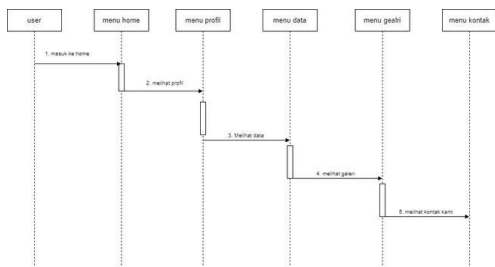 user
menu home
menu profil
menu data
menu gealri
menu kontak
1. masuk ke home
2. melihat profil
3. Melihat data
4. melihat galeri
5. melihat kontak kami